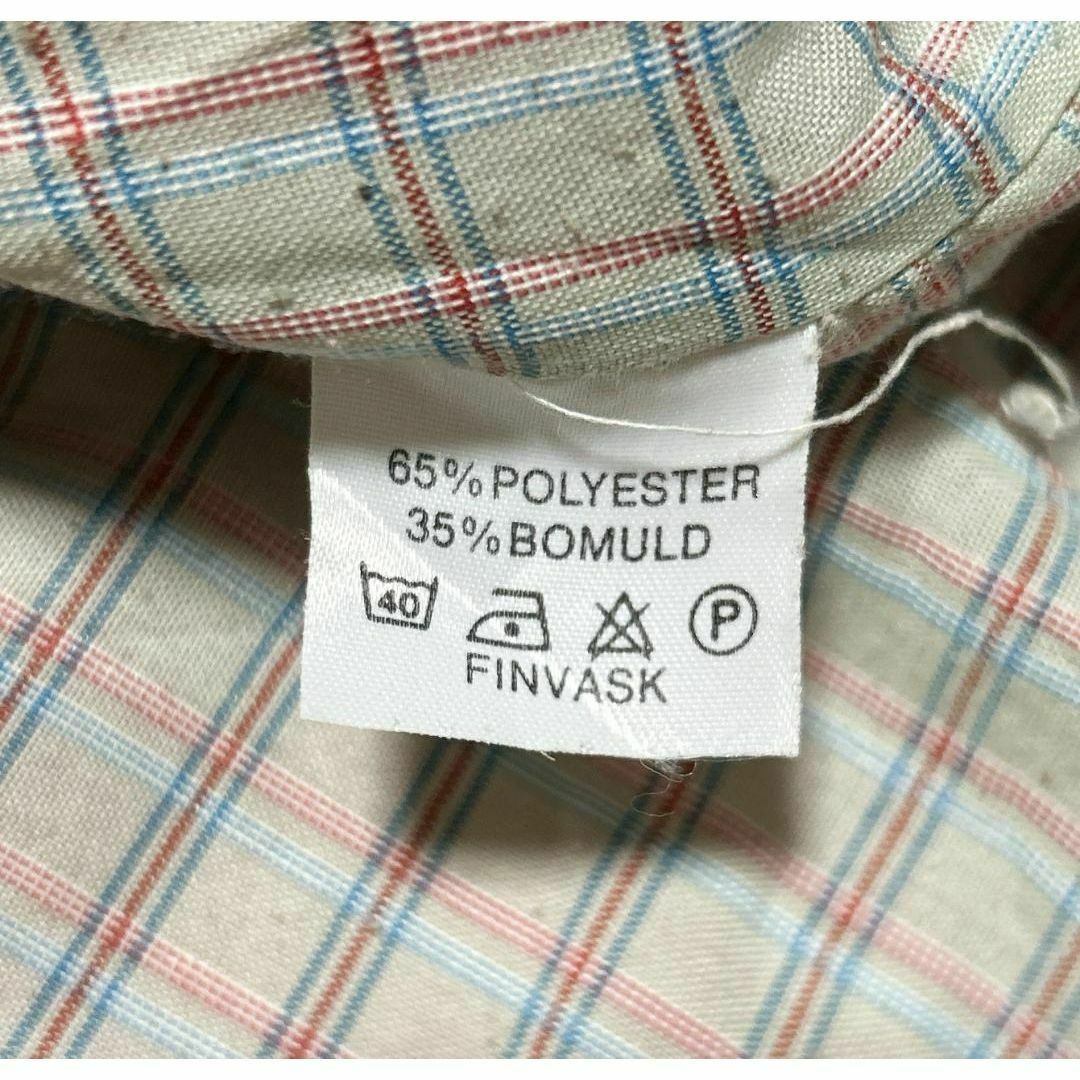 65% POLYESTER
35% BOMULD
40 P
FINVASK